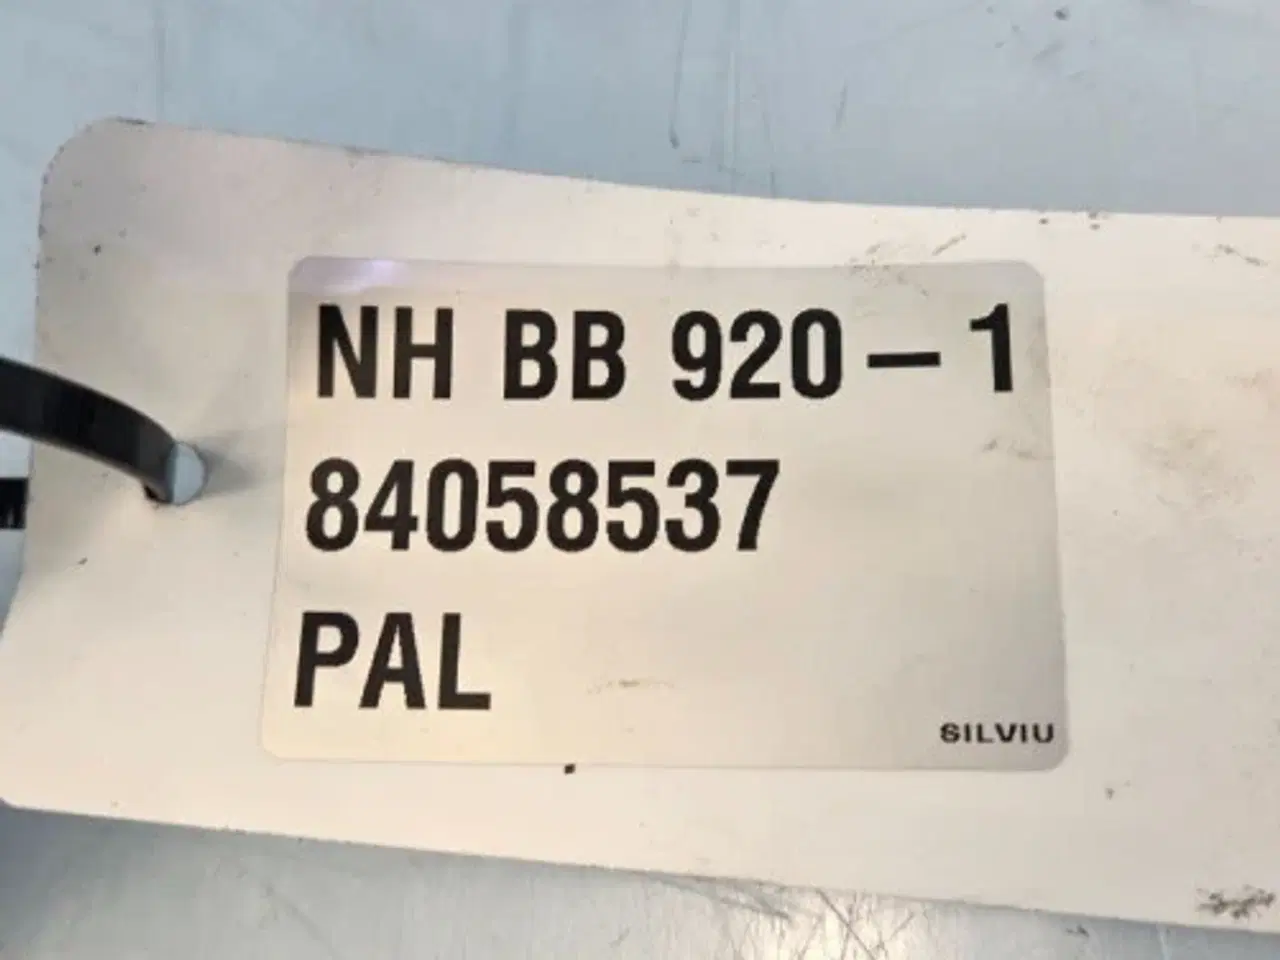 NH BB 920-1
84058537
PAL
SILVIU